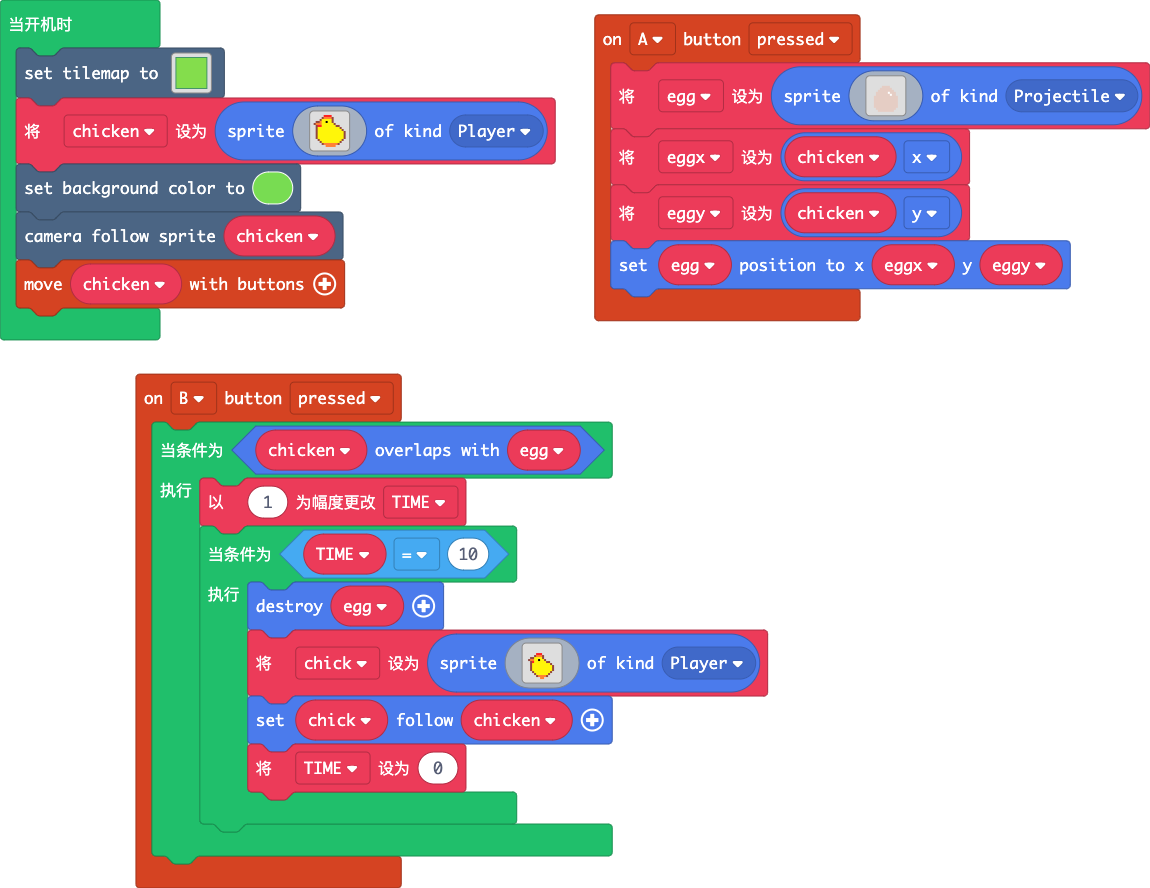 当开机时
set tilemap to
将 chicken 设为 sprite of kind Player
set background color to
camera follow sprite chicken
move chicken with buttons
on A button pressed
将 egg 设为 sprite of kind Projectile
将 eggx 设为 chicken x
将 eggy 设为 chicken y
set egg position to x eggx y eggy
on B button pressed
当条件为 chicken overlaps with egg
执行
以 1 为幅度更改 TIME
当条件为 TIME = 10
执行
destroy egg
将 chick 设为 sprite of kind Player
set chick follow chicken
将 TIME 设为 0